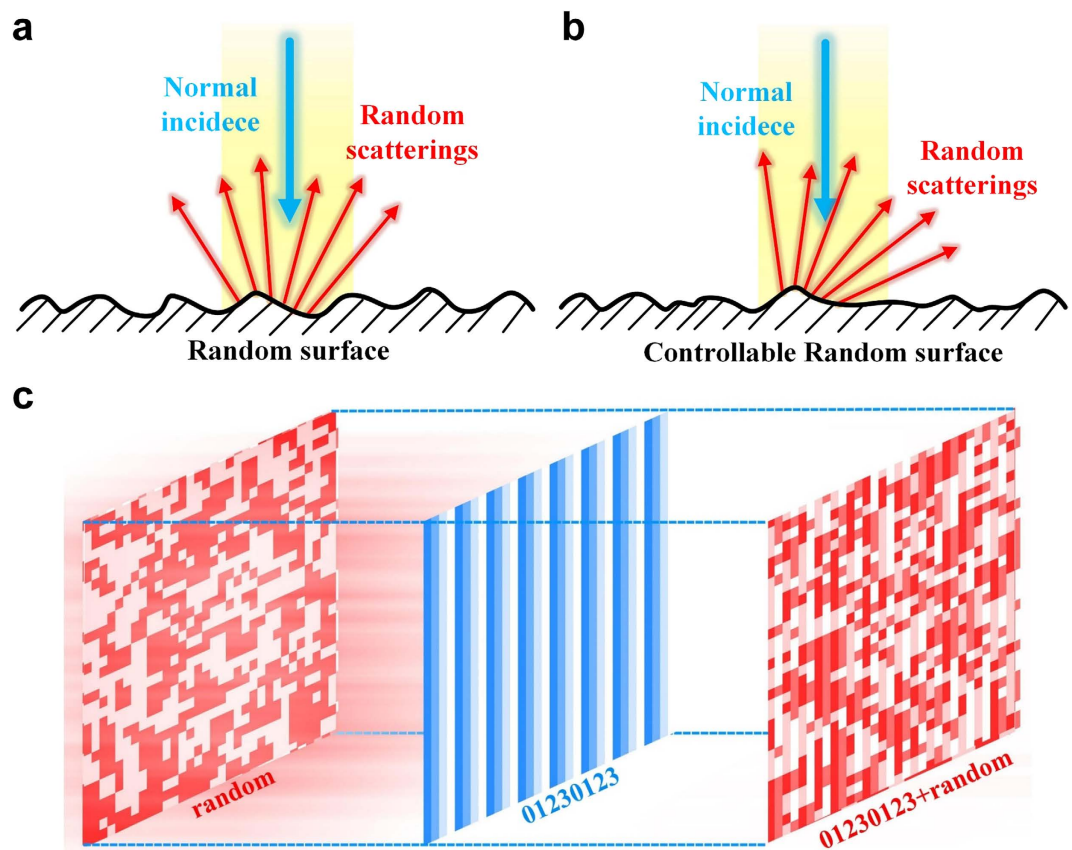 a
Normal
incidece
Random
scatterings
Random surface
b
Normal
incidece
Random
scatterings
Controllable Random surface
c
random
01230123
01230123+random